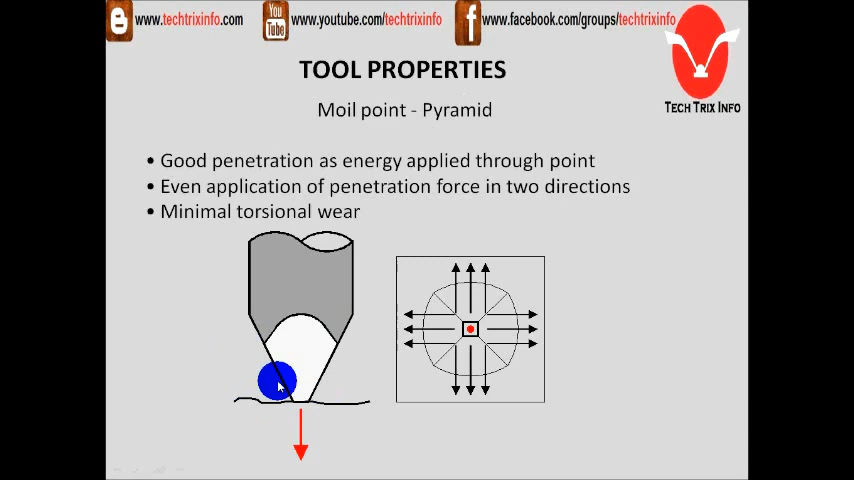 www.techtrixinfo.com
You
Tube
www.youtube.com/techtrixinfo
f
www.facebook.com/groups/techtrixinfo
TECH TRIX INFO
TOOL PROPERTIES
Moil point - Pyramid
• Good penetration as energy applied through point
• Even application of penetration force in two directions
• Minimal torsional wear